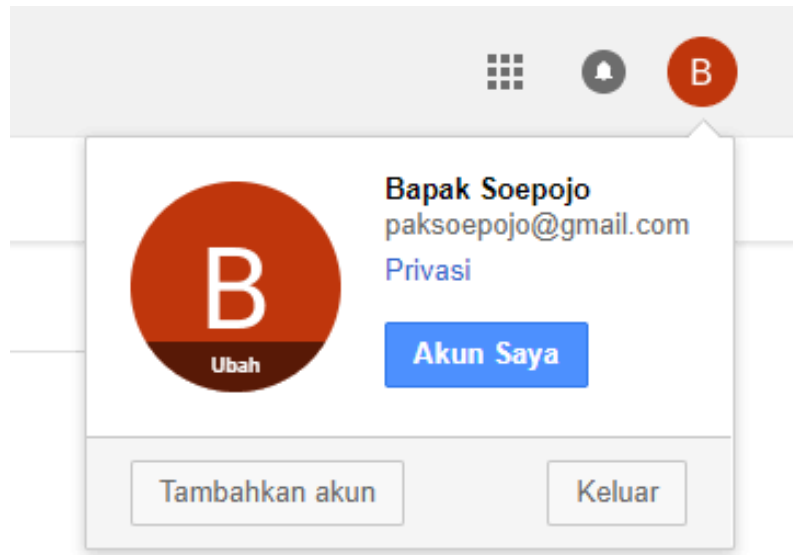 B
Bapak Soepojo
paksoepojo@gmail.com
Privasi
B
Ubah
Akun Saya
Tambahkan akun
Keluar